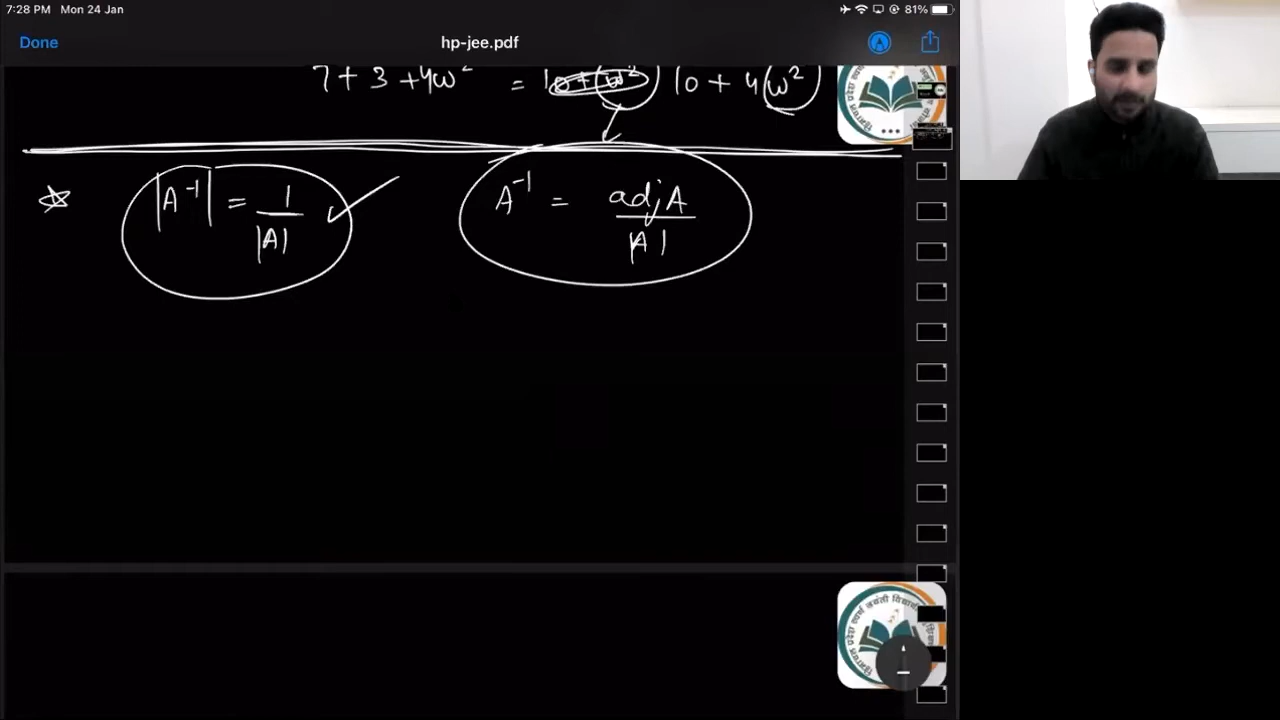 7:28 PM Mon 24 Jan 81%
Done hp-jee.pdf
7 + 3 + 4ω² = 10 + 4ω²
|A⁻¹| = 1/|A| A⁻¹ = adj A/|A|